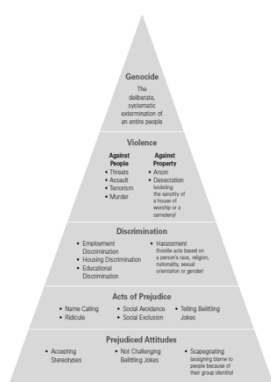 Genocide
The
deliberate,
systematic
extermination of
an entire people
Violence
Against
People
• Threats
• Assault
• Terrorism
• Murder
Against
Property
• Arson
• Desecration
(violating
the sanctity of
a house of
worship or a
cemetery)
Discrimination
• Employment
Discrimination
• Housing Discrimination
• Educational
Discrimination
• Harassment
(hostile acts based on
a person's race, religion,
nationality, sexual
orientation or gender)
Acts of Prejudice
• Name Calling
• Ridicule
• Social Avoidance
• Social Exclusion
• Telling Belittling
Jokes
Prejudiced Attitudes
• Accepting
Stereotypes
• Not Challenging
Belittling Jokes
• Scapegoating
(assigning blame to
people because of
their group identity)